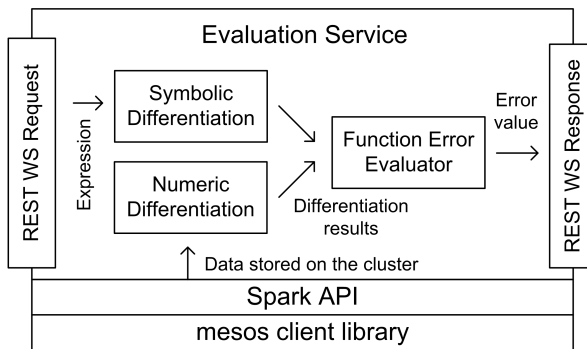 Evaluation Service
REST WS Request
Expression
Symbolic
Differentiation
Numeric
Differentiation
Differentiation
results
Function Error
Evaluator
Error
value
REST WS Response
Data stored on the cluster
Spark API
mesos client library